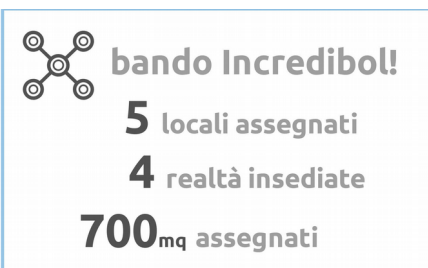 bando Incredibol!
5 locali assegnati
4 realtà insediate
700mq assegnati